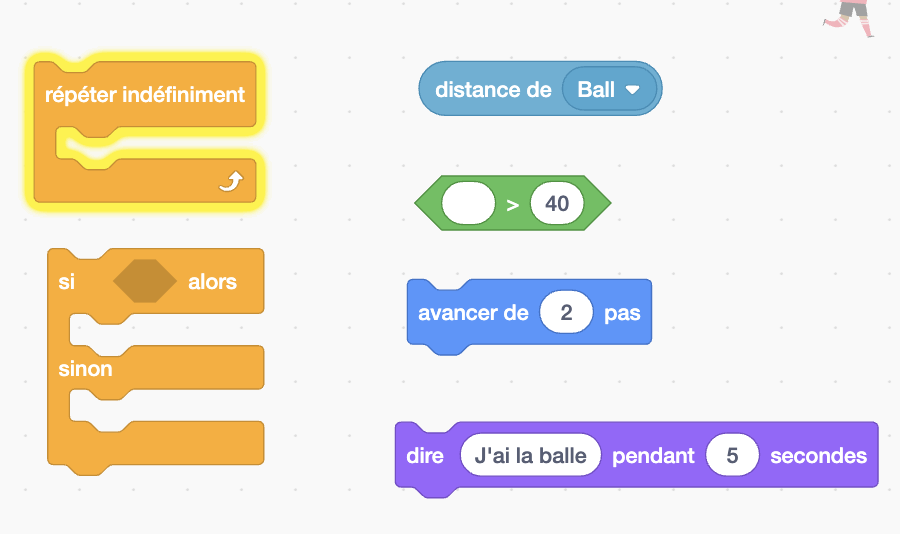 répéter indéfiniment
si alors
sinon
distance de Ball
> 40
avancer de 2 pas
dire J'ai la balle pendant 5 secondes